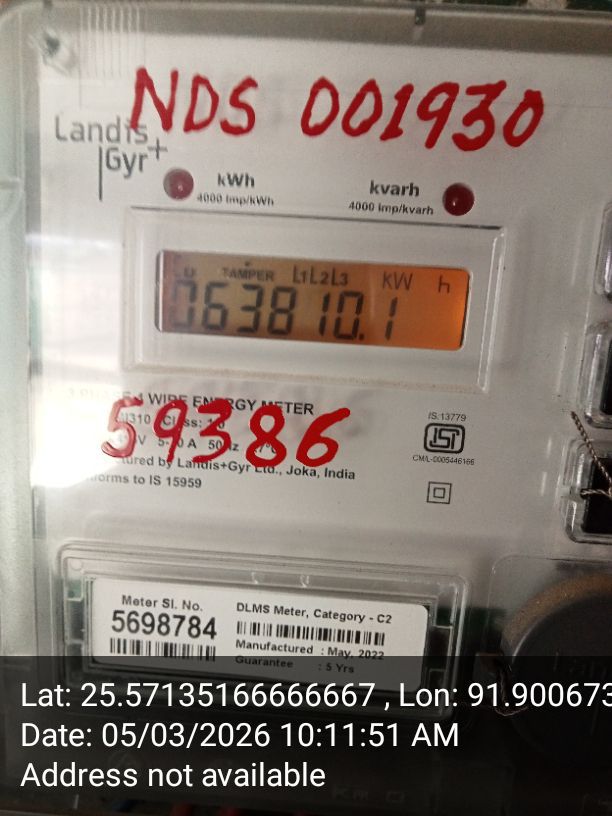 NDS 001930
Landis+
Gyr
kWh
4000 Imp/kWh
kvarh
4000 Imp/kvarh
TAMPER L1L2L3 kW h
063810.1
WIRE ENERGY METER
59386
IS:13779
ISI
CM/L-0005446166
by Landis+Gyr Ltd., Joka, India
to IS 15959
Meter Sl. No.
5698784
DLMS Meter, Category - C2
Manufactured : May, 2022
Guarantee : 5 Yrs
Lat: 25.57135166666667 , Lon: 91.900673
Date: 05/03/2026 10:11:51 AM
Address not available